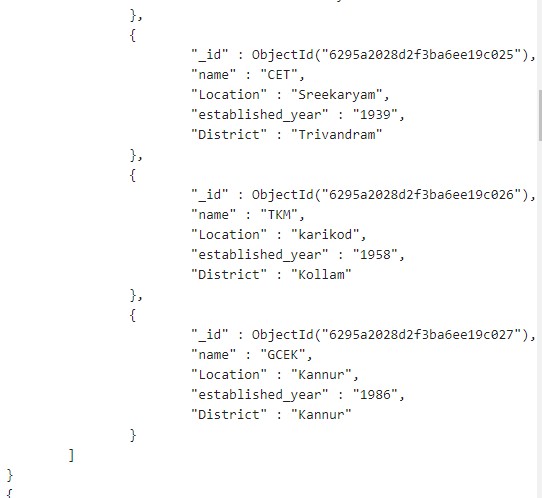 },
{
"_id" : ObjectId("6295a2028d2f3ba6ee19c025"),
"name" : "CET",
"Location" : "Sreekaryam",
"established_year" : "1939",
"District" : "Trivandram"
},
{
"_id" : ObjectId("6295a2028d2f3ba6ee19c026"),
"name" : "TKM",
"Location" : "karikod",
"established_year" : "1958",
"District" : "Kollam"
},
{
"_id" : ObjectId("6295a2028d2f3ba6ee19c027"),
"name" : "GCEK",
"Location" : "Kannur",
"established_year" : "1986",
"District" : "Kannur"
}
]
}
{